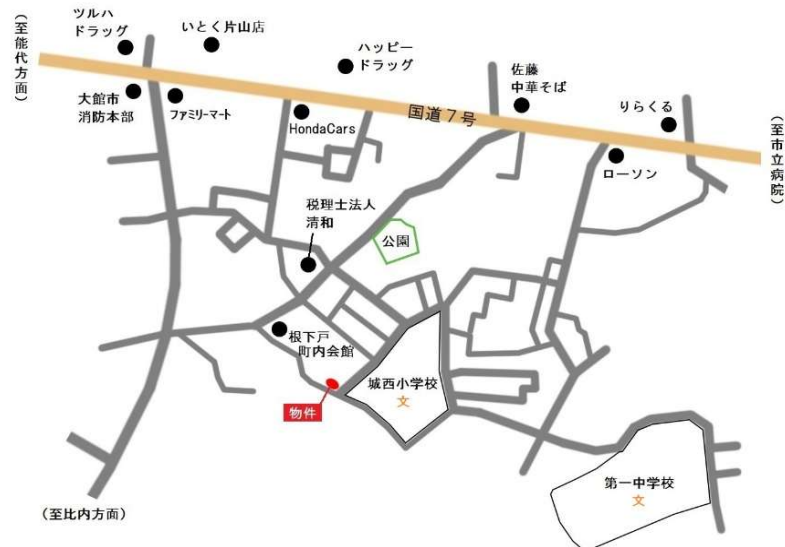 (至能代方面)
ツルハ
ドラッグ
いとく片山店
ハッピー
ドラッグ
佐藤
中華そば
りらくる
(至市立病院)
大館市
消防本部
ファミリーマート
HondaCars
国道7号
ローソン
税理士法人
清和
公園
根下戸
町内会館
城西小学校
文
物件
第一中学校
文
(至比内方面)